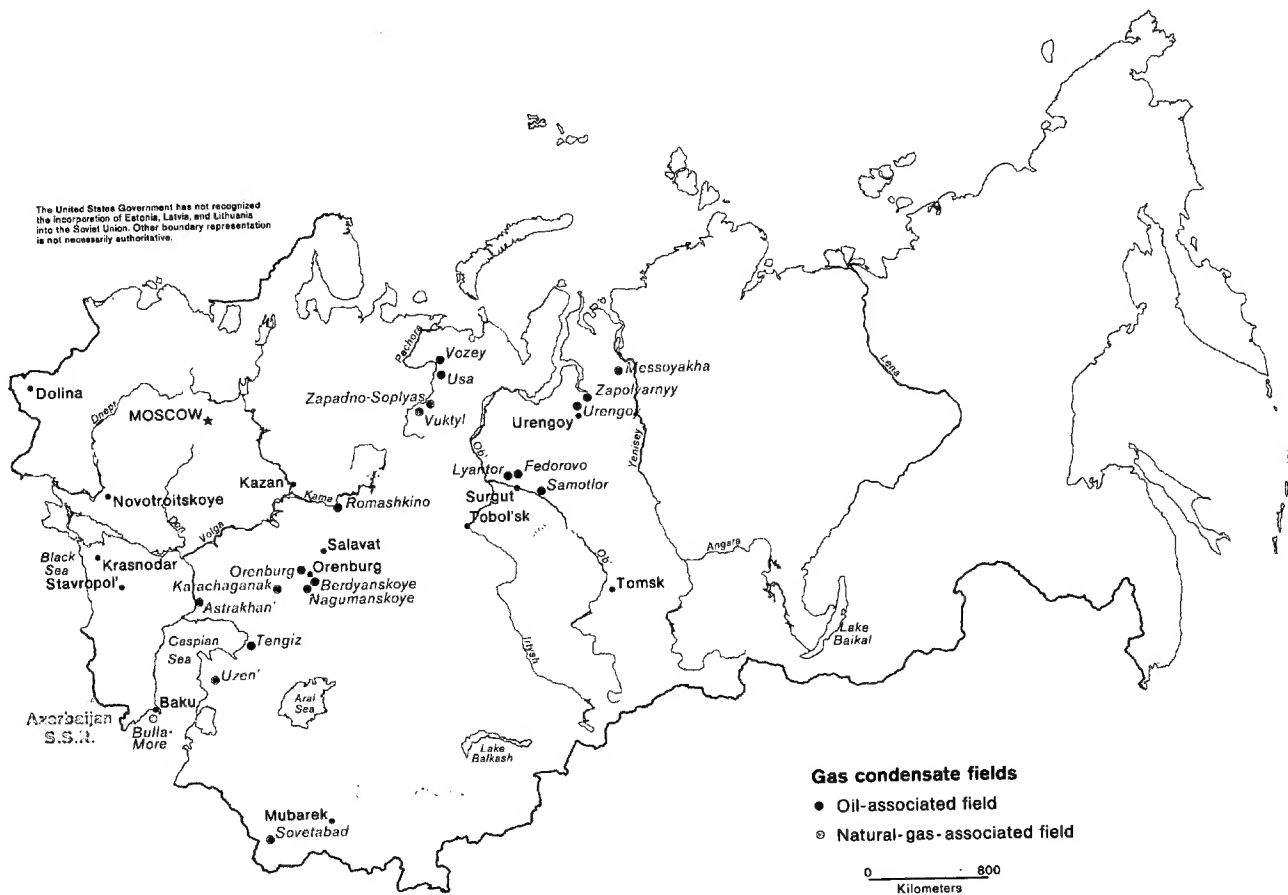 The United States Government has not recognized
the incorporation of Estonia, Latvia, and Lithuania
into the Soviet Union. Other boundary representation
is not necessarily authoritative.
Pechora
Vozey
Usa
Messoyakha
Lena
Dolina
Dnepr
MOSCOW
Zapadno-Soplyas
Vuktyl
Zapolyarnyy
Urengoy
Urengoy
Yenisey
Ob'
Lyantor
Fedorovo
Samotlor
Kazan'
Kama
Romashkino
Surgut
Tobol'sk
Novotroitskoye
Don
Volga
Black
Sea
Krasnodar
Stavropol'
Salavat
Orenburg
Orenburg
Karachaganak
Berdyanskoye
Nagumanskoye
Astrakhan'
Ob'
Angara
Tomsk
Caspian
Sea
Tengiz
Irtysh
Lake
Baikal
Uzen'
Aral
Sea
Baku
Azerbaijan
S.S.R.
Bulla-
More
Lake
Balkash
Mubarek
Sovetabad
Gas condensate fields
Oil-associated field
Natural-gas-associated field
0 800
Kilometers